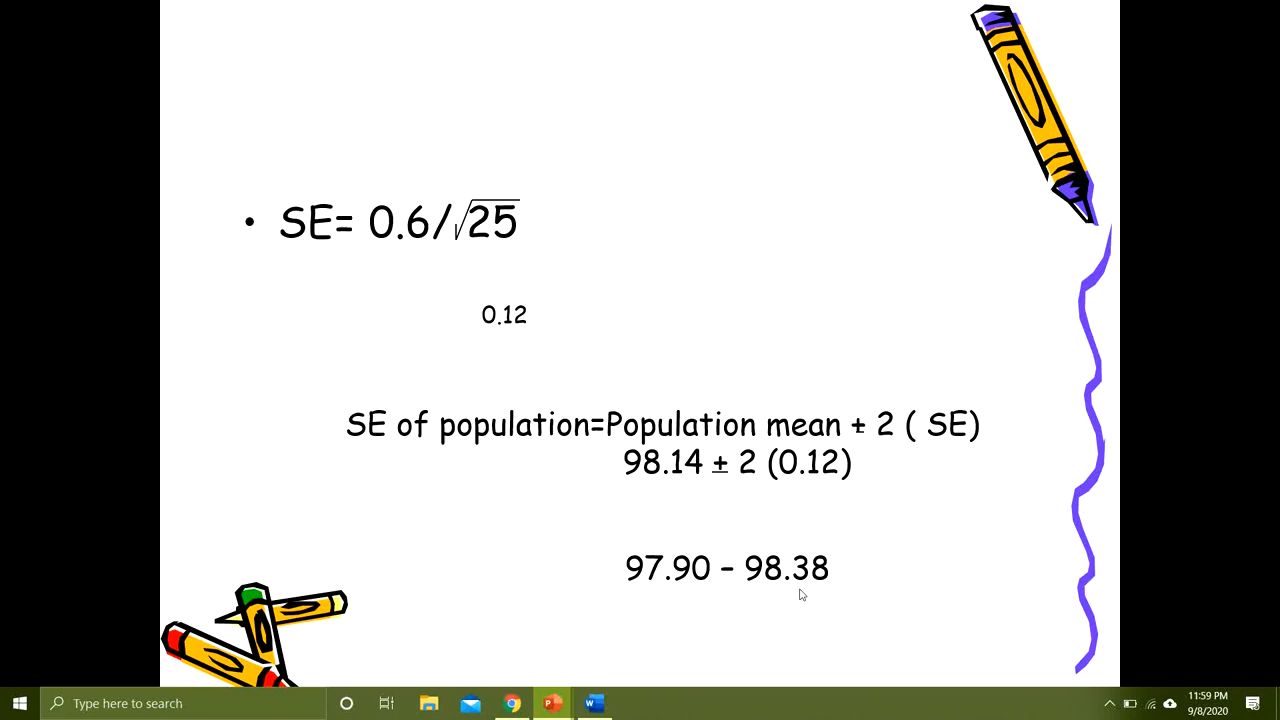 • SE= 0.6/√25
0.12
SE of population=Population mean ± 2 ( SE)
98.14 ± 2 (0.12)
97.90 – 98.38
Type here to search
11:59 PM
9/8/2020